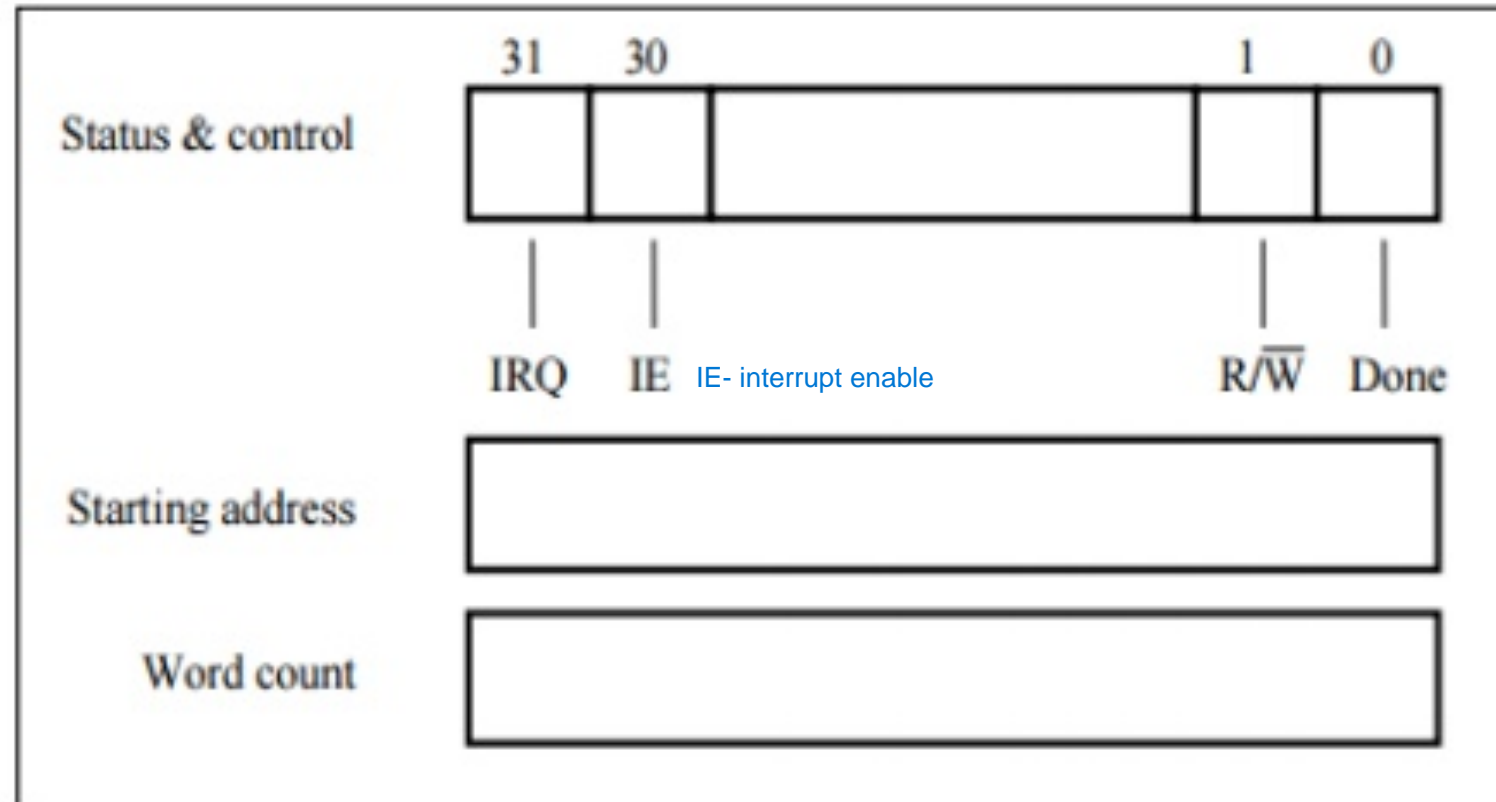 31 30 1 0
Status & control
IRQ IE IE- interrupt enable R/W̅ Done
Starting address
Word count